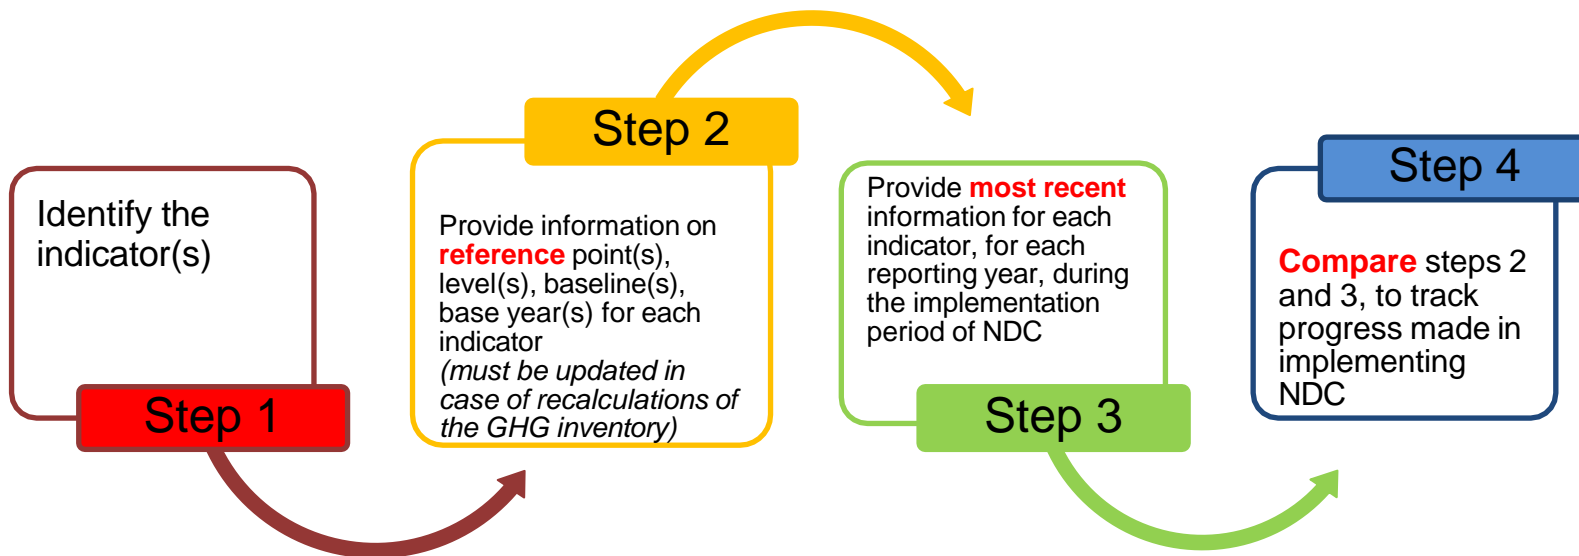 Identify the
indicator(s)
Step 1
Step 2
Provide information on
reference point(s),
level(s), baseline(s),
base year(s) for each
indicator
(must be updated in
case of recalculations of
the GHG inventory)
Provide most recent
information for each
indicator, for each
reporting year, during
the implementation
period of NDC
Step 3
Step 4
Compare steps 2
and 3, to track
progress made in
implementing
NDC